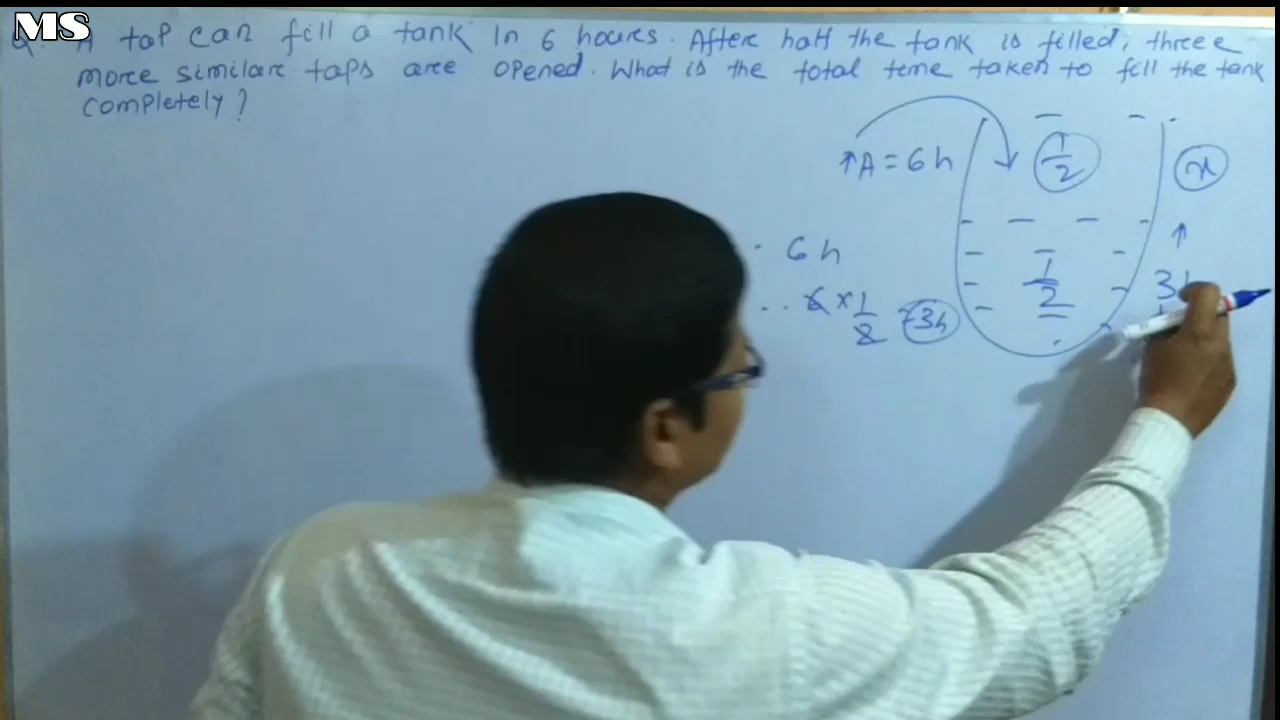 MS
Q. A tap can fill a tank in 6 hours. After half the tank is filled, three
more similar taps are opened. What is the total time taken to fill the tank
completely?
↑A = 6h
1/2
x
6 h
↑
6 × 1/2 = 3h
1/2
3h